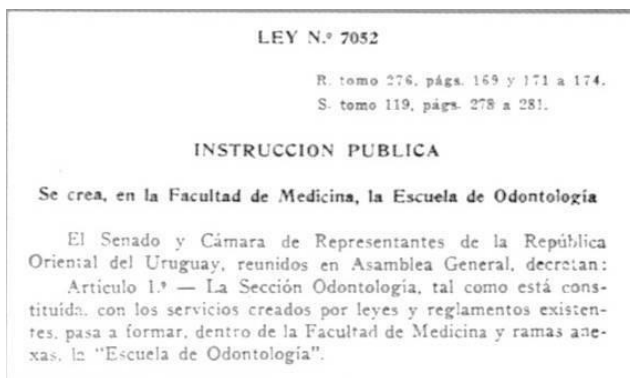 LEY N.º 7052
R. tomo 276, págs. 169 y 171 a 174.
S. tomo 119, págs. 278 a 281.
INSTRUCCION PUBLICA
Se crea, en la Facultad de Medicina, la Escuela de Odontología
El Senado y Cámara de Representantes de la República
Oriental del Uruguay, reunidos en Asamblea General, decretan:
Artículo 1.º — La Sección Odontología, tal como está cons-
tituída, con los servicios creados por leyes y reglamentos existen-
tes, pasa a formar, dentro de la Facultad de Medicina y ramas ane-
xas, la "Escuela de Odontología".